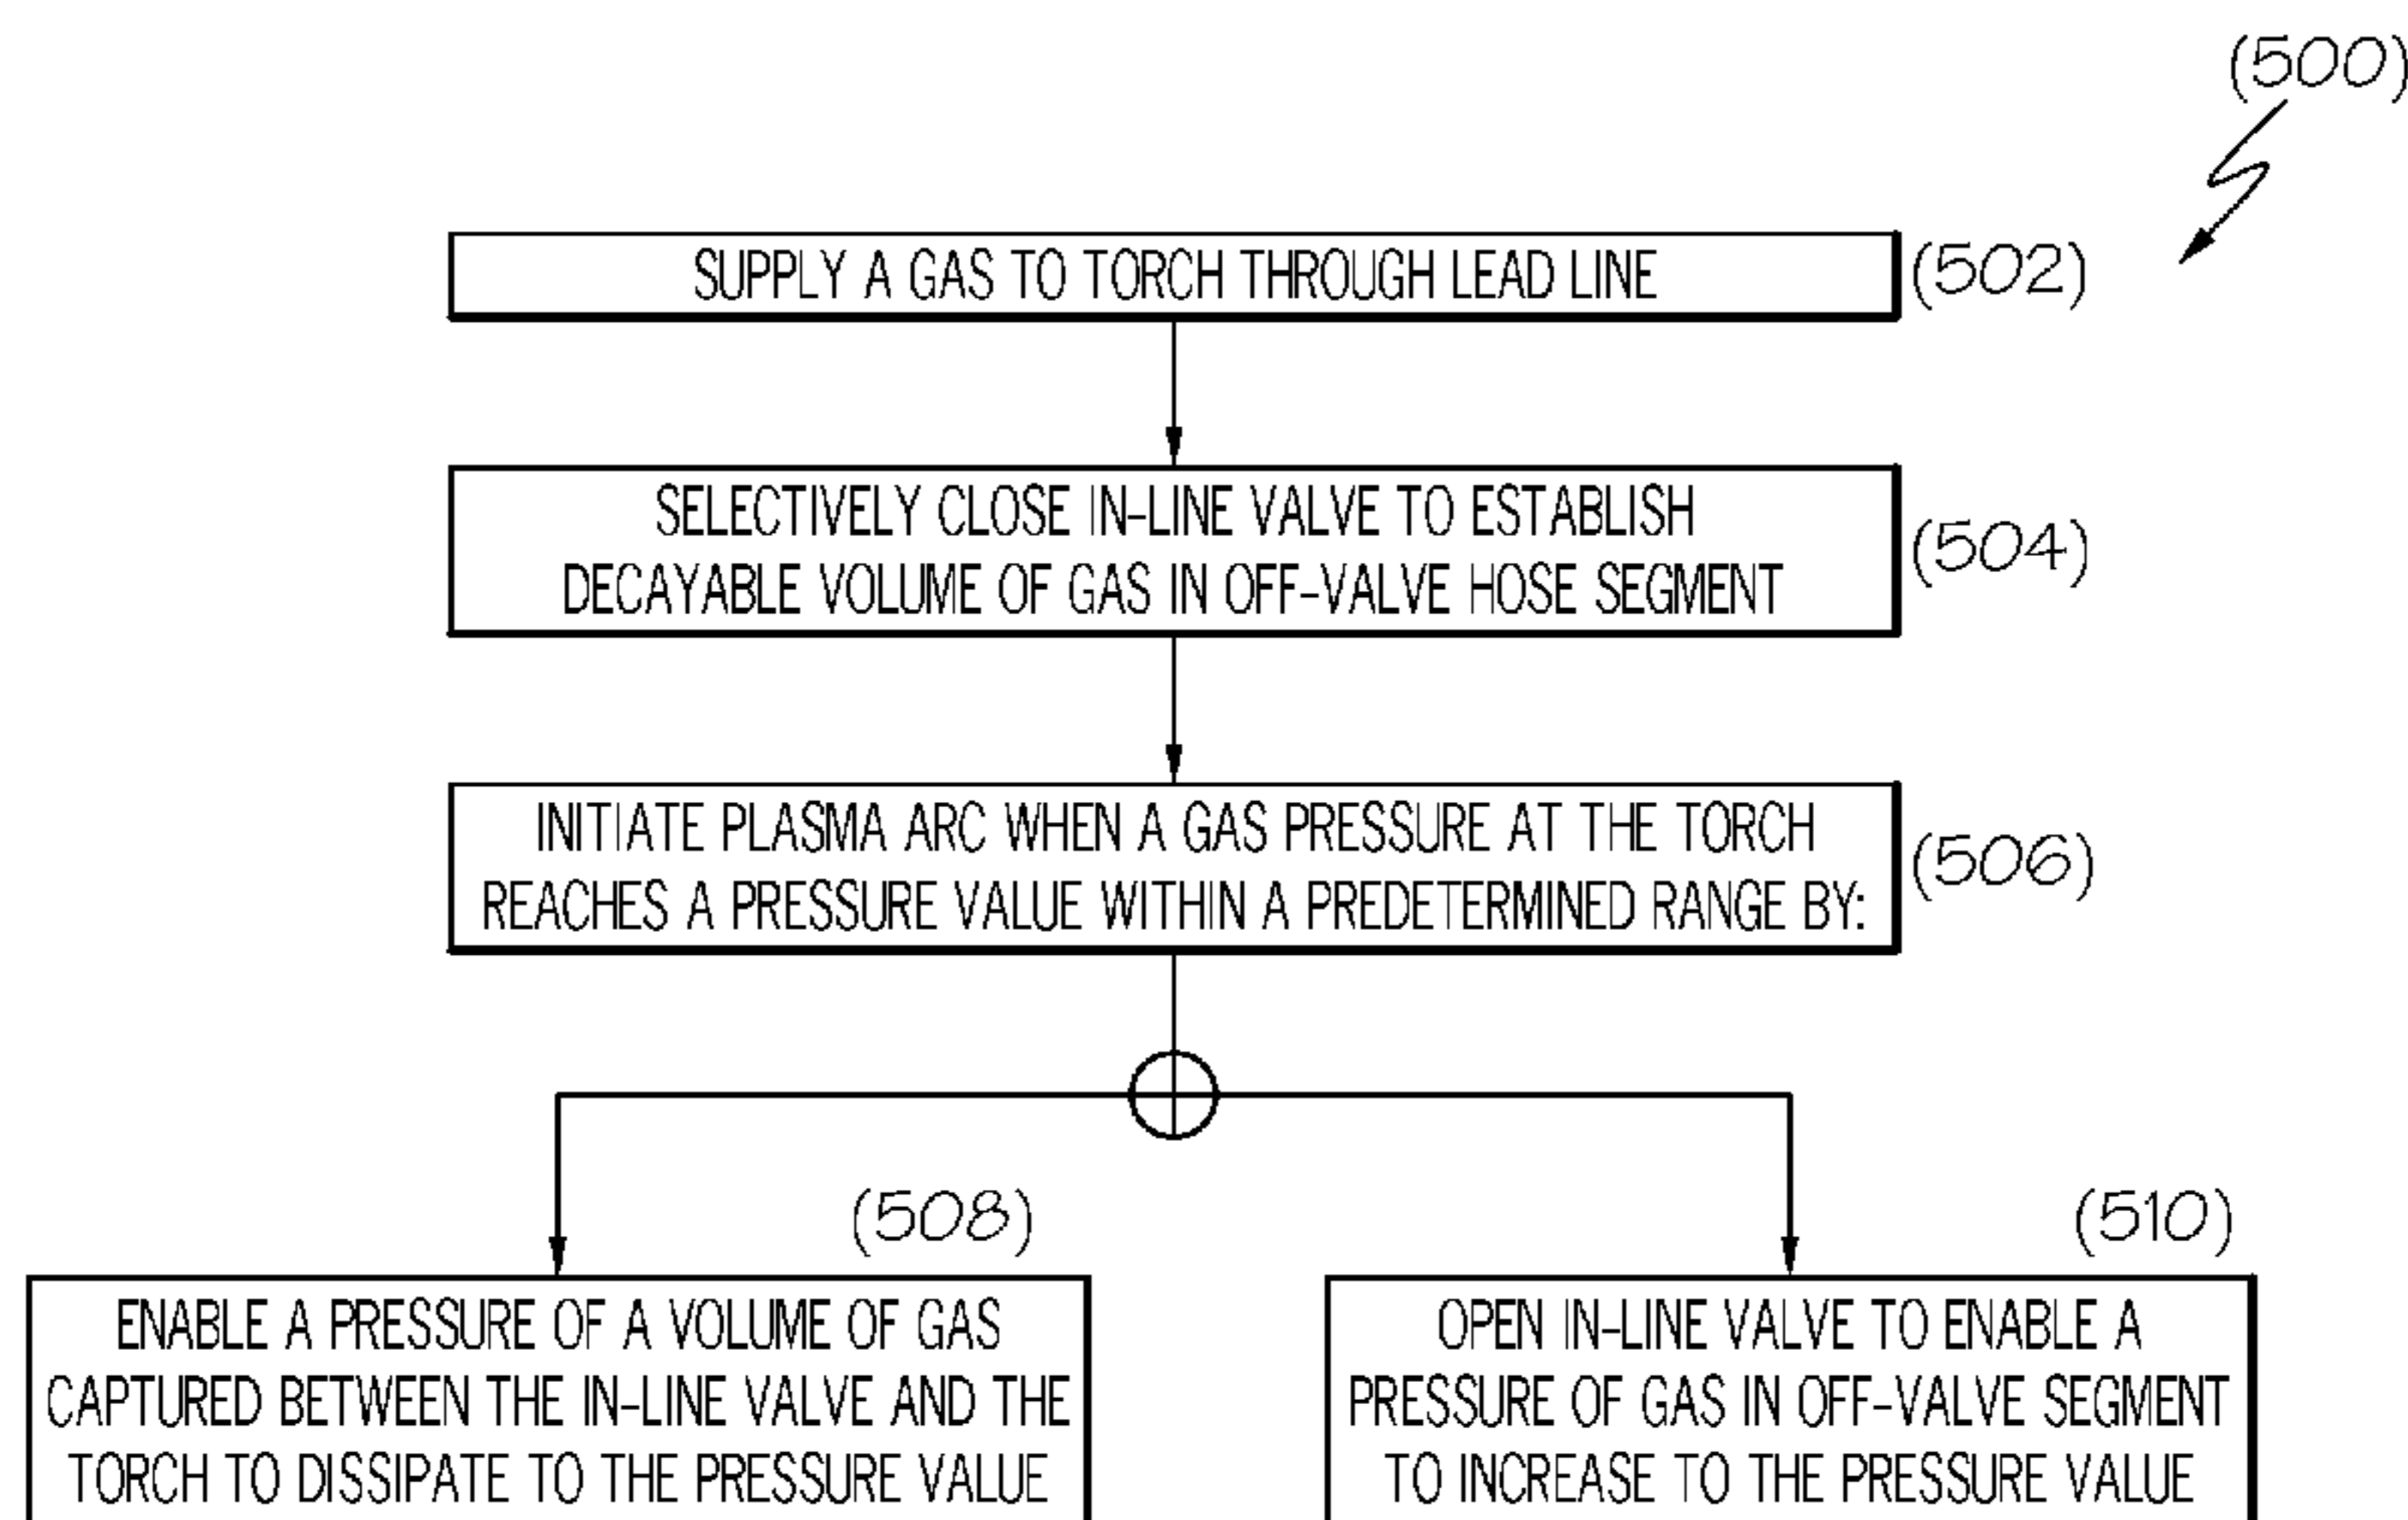 (500)
SUPPLY A GAS TO TORCH THROUGH LEAD LINE
(502)
SELECTIVELY CLOSE IN-LINE VALVE TO ESTABLISH
DECAYABLE VOLUME OF GAS IN OFF-VALVE HOSE SEGMENT
(504)
INITIATE PLASMA ARC WHEN A GAS PRESSURE AT THE TORCH
REACHES A PRESSURE VALUE WITHIN A PREDETERMINED RANGE BY:
(506)
(508)
ENABLE A PRESSURE OF A VOLUME OF GAS
CAPTURED BETWEEN THE IN-LINE VALVE AND THE
TORCH TO DISSIPATE TO THE PRESSURE VALUE
(510)
OPEN IN-LINE VALVE TO ENABLE A
PRESSURE OF GAS IN OFF-VALVE SEGMENT
TO INCREASE TO THE PRESSURE VALUE